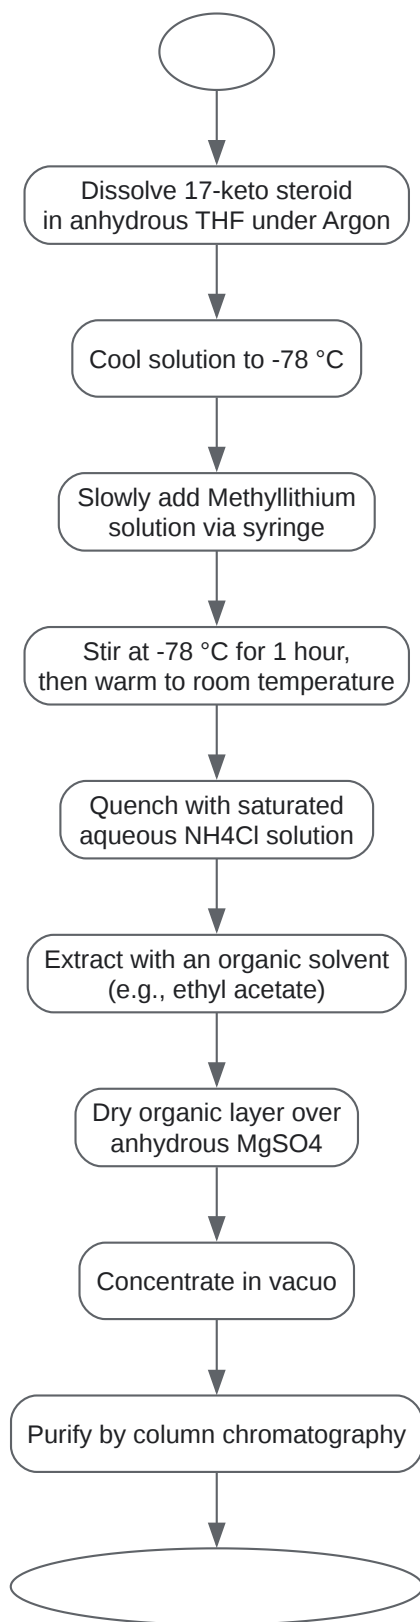 Dissolve 17-keto steroid
in anhydrous THF under Argon
Cool solution to -78 °C
Slowly add Methyllithium
solution via syringe
Stir at -78 °C for 1 hour,
then warm to room temperature
Quench with saturated
aqueous NH4Cl solution
Extract with an organic solvent
(e.g., ethyl acetate)
Dry organic layer over
anhydrous MgSO4
Concentrate in vacuo
Purify by column chromatography